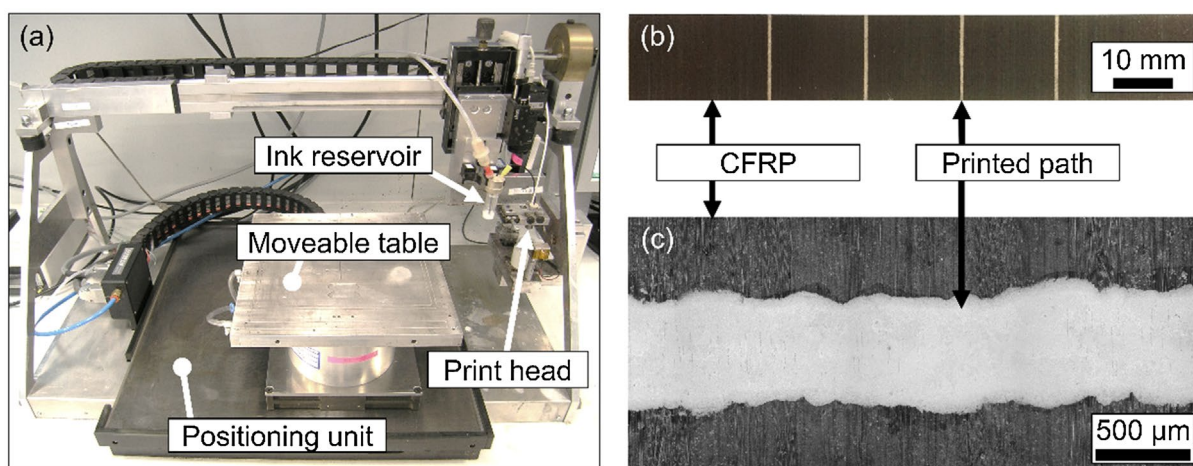 (a)
Ink reservoir
Moveable table
Print head
Positioning unit
(b)
10 mm
CFRP
Printed path
(c)
500 µm